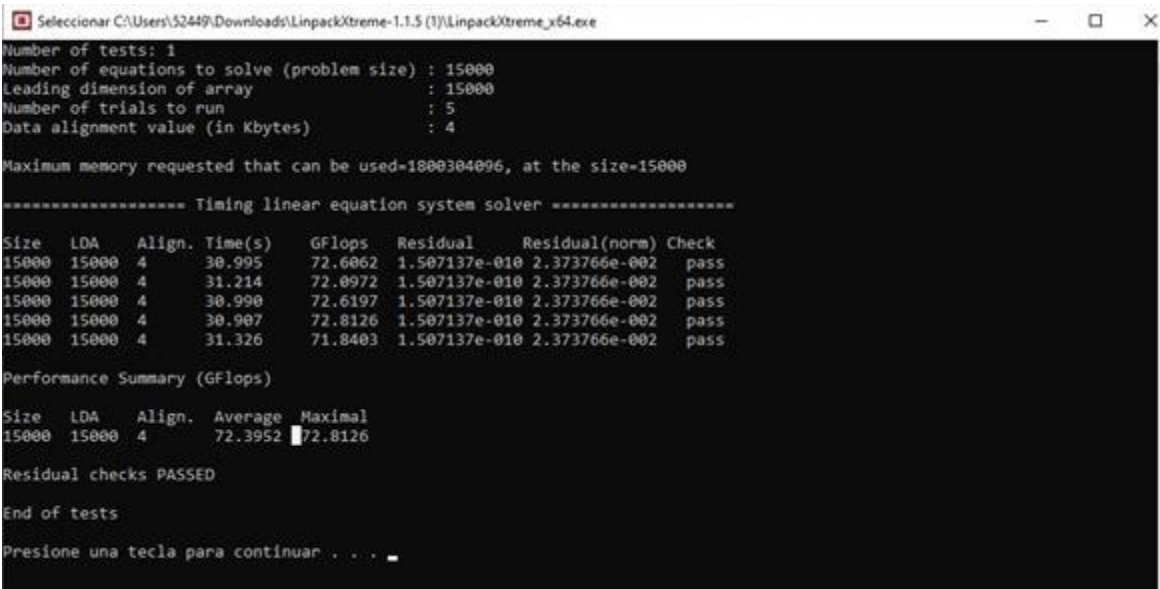 Seleccionar C:\Users\52449\Downloads\LinpackXtreme-1.1.5 (1)\LinpackXtreme_x64.exe
Number of tests: 1
Number of equations to solve (problem size) : 15000
Leading dimension of array : 15000
Number of trials to run : 5
Data alignment value (in Kbytes) : 4
Maximum memory requested that can be used=1800304096, at the size=15000
=================== Timing linear equation system solver ===================
Size LDA Align. Time(s) GFlops Residual Residual(norm) Check
15000 15000 4 30.995 72.6062 1.507137e-010 2.373766e-002 pass
15000 15000 4 31.214 72.0972 1.507137e-010 2.373766e-002 pass
15000 15000 4 30.990 72.6197 1.507137e-010 2.373766e-002 pass
15000 15000 4 30.907 72.8126 1.507137e-010 2.373766e-002 pass
15000 15000 4 31.326 71.8403 1.507137e-010 2.373766e-002 pass
Performance Summary (GFlops)
Size LDA Align. Average Maximal
15000 15000 4 72.3952 72.8126
Residual checks PASSED
End of tests
Presione una tecla para continuar . . .